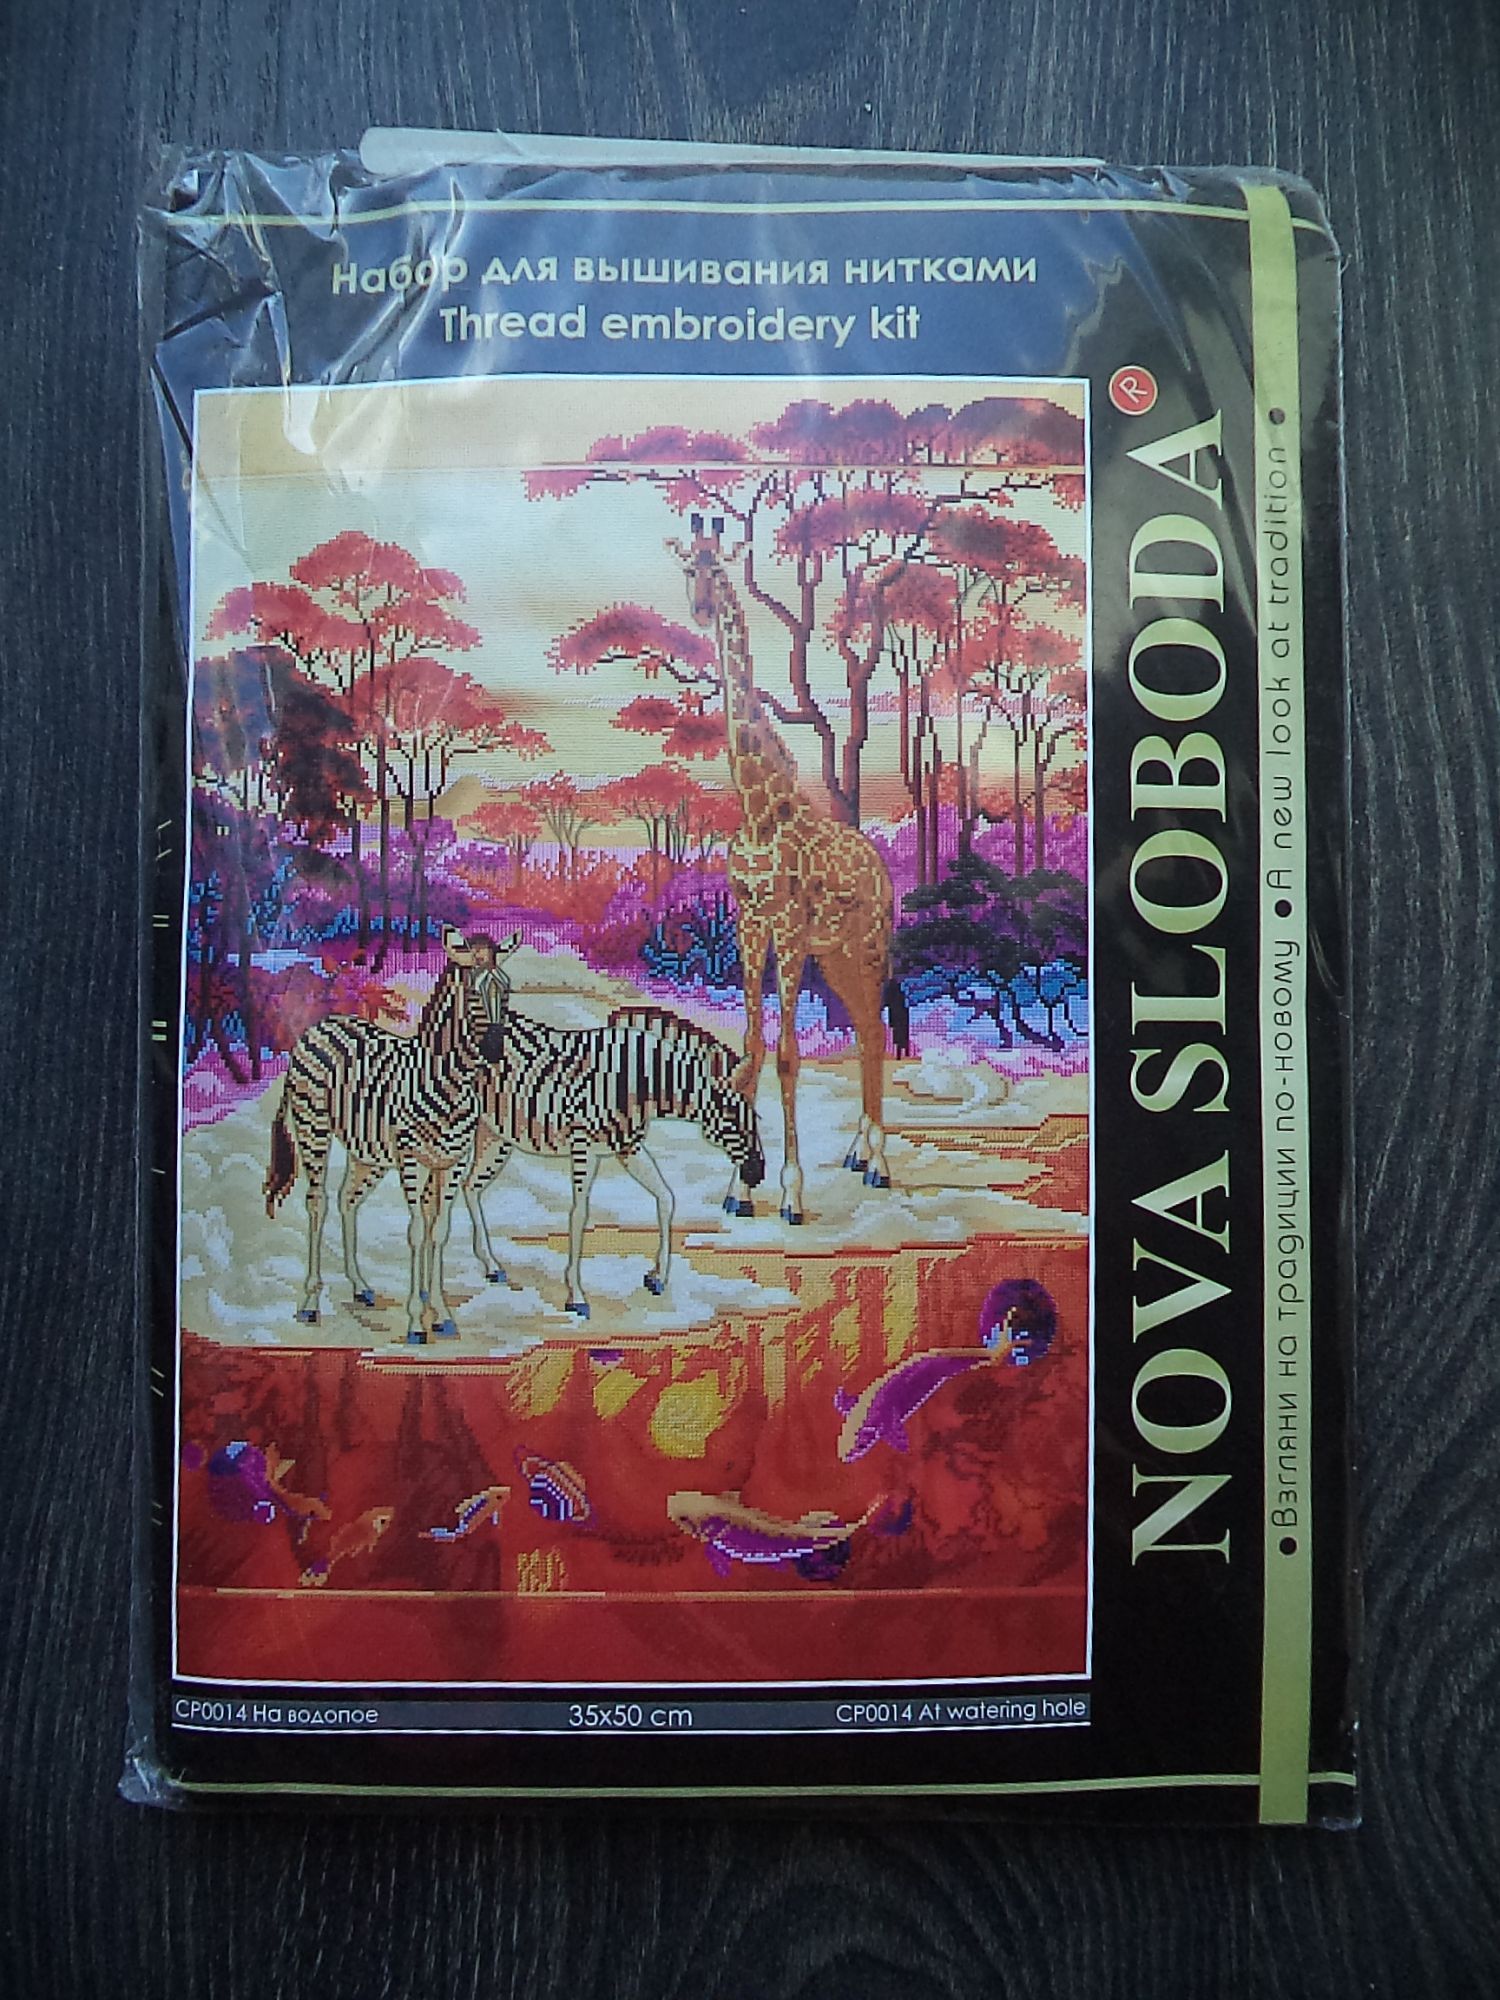 Набор для вышивания нитками
Thread embroidery kit
®
NOVA SLOBODA
• Взгляни на традиции по-новому • A new look at tradition •
CP0014 На водопое
35x50 cm
CP0014 At watering hole